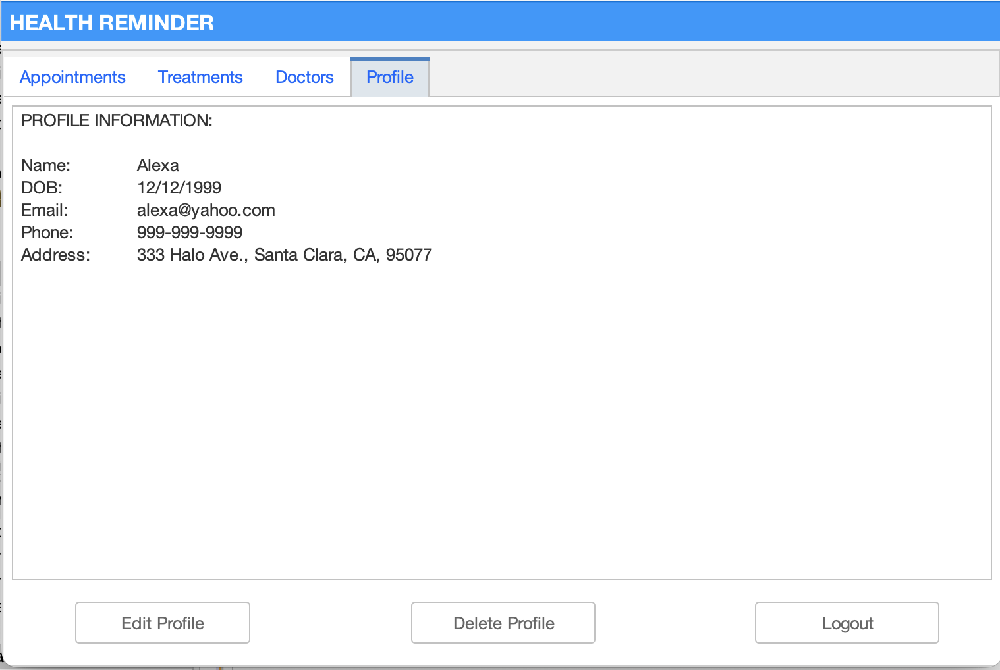 HEALTH REMINDER
Appointments Treatments Doctors Profile
PROFILE INFORMATION:
Name: Alexa
DOB: 12/12/1999
Email: alexa@yahoo.com
Phone: 999-999-9999
Address: 333 Halo Ave., Santa Clara, CA, 95077
Edit Profile Delete Profile Logout